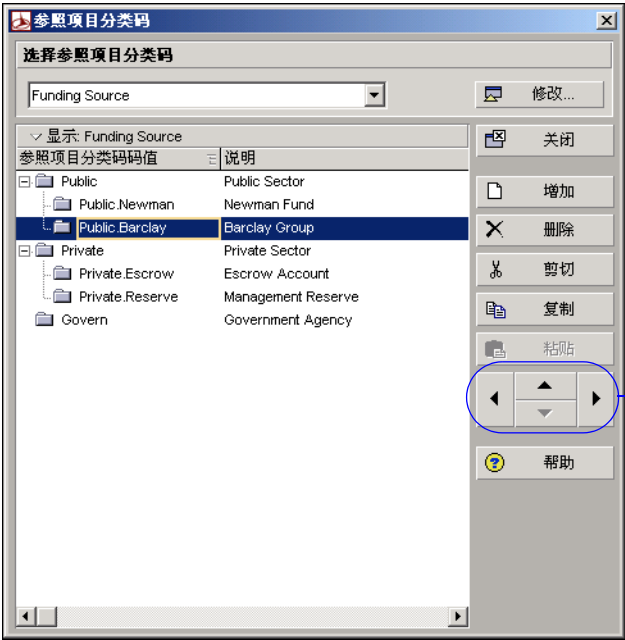 参照项目分类码
选择参照项目分类码
Funding Source
修改...
显示: Funding Source
关闭
参照项目分类码码值 说明
Public Public Sector
Public.Newman Newman Fund
增加
Public.Barclay Barclay Group
删除
Private Private Sector
Private.Escrow Escrow Account
剪切
Private.Reserve Management Reserve
复制
Govern Government Agency
粘贴
帮助